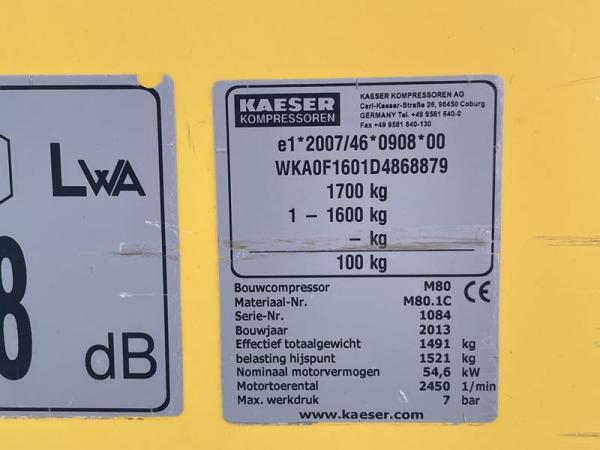 LWA
8
dB
KAESER
KOMPRESSOREN
KAESER KOMPRESSOREN AG
Carl-Kaeser-Straße 26, 96450 Coburg
GERMANY Tel. +49 9561 640-0
Fax +49 9561 640-130
e1*2007/46*0908*00
WKA0F1601D4868879
1700 kg
1 – 1600 kg
– kg
100 kg
Bouwcompressor M80 CE
Materiaal-Nr. M80.1C
Serie-Nr. 1084
Bouwjaar 2013
Effectief totaalgewicht 1491 kg
belasting hijspunt 1521 kg
Nominaal motorvermogen 54,6 kW
Motortoerental 2450 1/min
Max. werkdruk 7 bar
www.kaeser.com